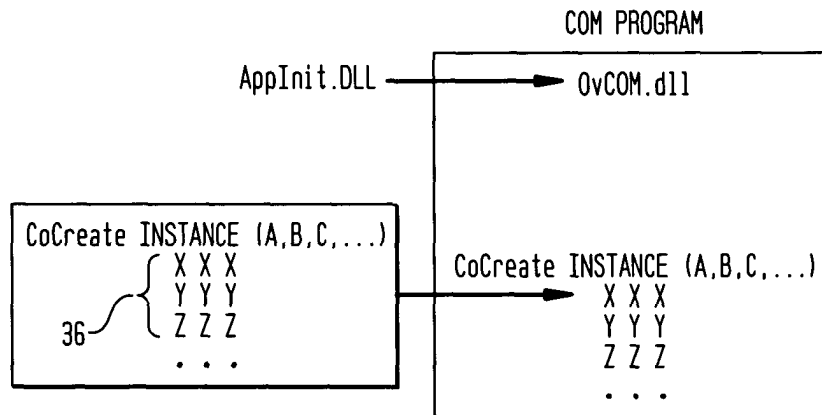 COM PROGRAM
AppInit.DLL
OvCOM.dll
CoCreate INSTANCE (A,B,C,...)
X X X
Y Y Y
Z Z Z
. . .
36
CoCreate INSTANCE (A,B,C,...)
X X X
Y Y Y
Z Z Z
. . .